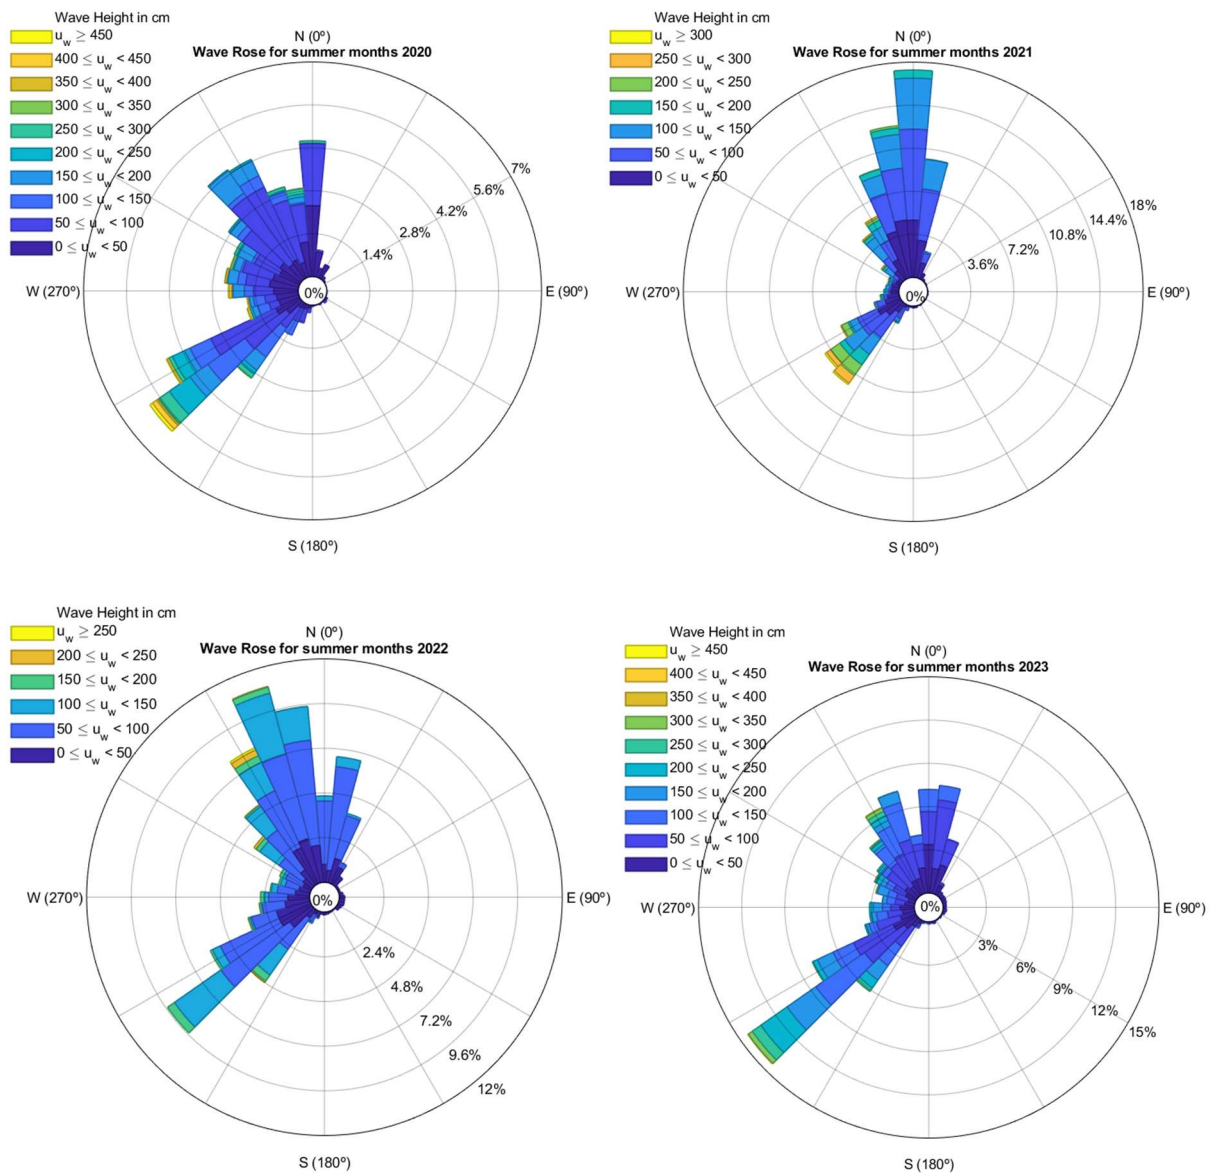 Wave Height in cm
u_w ≥ 450
400 ≤ u_w < 450
350 ≤ u_w < 400
300 ≤ u_w < 350
250 ≤ u_w < 300
200 ≤ u_w < 250
150 ≤ u_w < 200
100 ≤ u_w < 150
50 ≤ u_w < 100
0 ≤ u_w < 50
N (0º)
Wave Rose for summer months 2020
7%
5.6%
4.2%
2.8%
1.4%
0%
W (270º)
E (90º)
S (180º)
Wave Height in cm
u_w ≥ 300
250 ≤ u_w < 300
200 ≤ u_w < 250
150 ≤ u_w < 200
100 ≤ u_w < 150
50 ≤ u_w < 100
0 ≤ u_w < 50
N (0º)
Wave Rose for summer months 2021
18%
14.4%
10.8%
7.2%
3.6%
0%
W (270º)
E (90º)
S (180º)
Wave Height in cm
u_w ≥ 250
200 ≤ u_w < 250
150 ≤ u_w < 200
100 ≤ u_w < 150
50 ≤ u_w < 100
0 ≤ u_w < 50
N (0º)
Wave Rose for summer months 2022
W (270º)
E (90º)
0%
2.4%
4.8%
7.2%
9.6%
12%
S (180º)
Wave Height in cm
u_w ≥ 450
400 ≤ u_w < 450
350 ≤ u_w < 400
300 ≤ u_w < 350
250 ≤ u_w < 300
200 ≤ u_w < 250
150 ≤ u_w < 200
100 ≤ u_w < 150
50 ≤ u_w < 100
0 ≤ u_w < 50
N (0º)
Wave Rose for summer months 2023
W (270º)
E (90º)
0%
3%
6%
9%
12%
15%
S (180º)